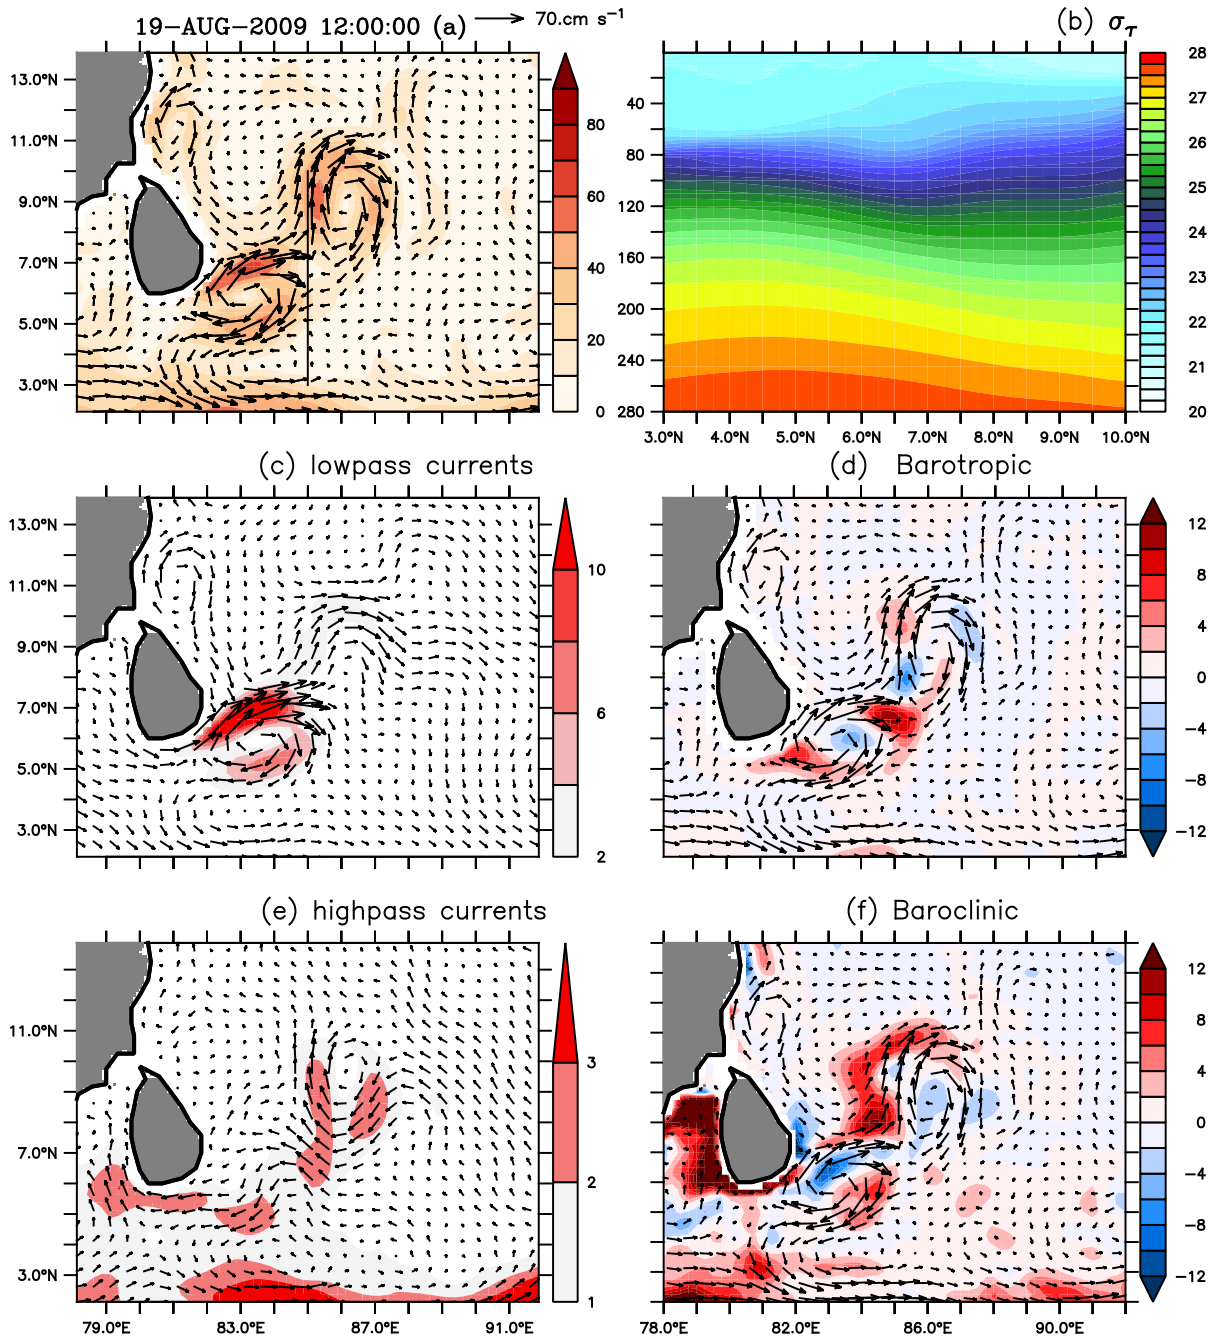 19-AUG-2009 12:00:00 (a)
70.cm s⁻¹
(b) σ_τ
13.0°N
11.0°N
9.0°N
7.0°N
5.0°N
3.0°N
80
60
40
20
0
40
80
120
160
200
240
280
3.0°N 4.0°N 5.0°N 6.0°N 7.0°N 8.0°N 9.0°N 10.0°N
28
27
26
25
24
23
22
21
20
(c) lowpass currents
13.0°N
11.0°N
9.0°N
7.0°N
5.0°N
3.0°N
10
6
2
(d) Barotropic
12
8
4
0
−4
−8
−12
(e) highpass currents
11.0°N
7.0°N
3.0°N
79.0°E 83.0°E 87.0°E 91.0°E
3
2
1
(f) Baroclinic
78.0°E 82.0°E 86.0°E 90.0°E
12
8
4
0
−4
−8
−12